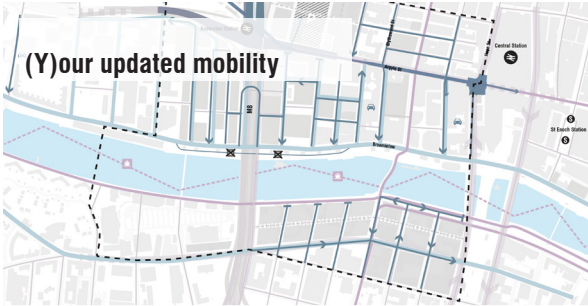 (Y)our updated mobility
Central Station
Argyle St
M8
St Enoch Station
S
S
Broomielaw